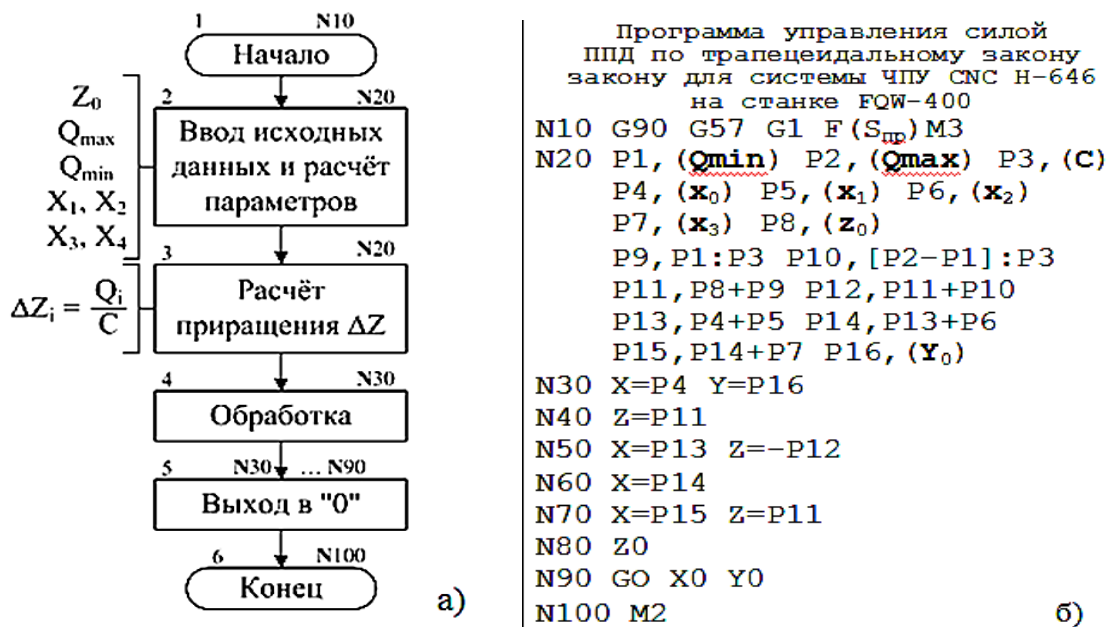 1 N10
Начало
Z₀
Q_max
Q_min
X₁, X₂
X₃, X₄
2 N20
Ввод исходных
данных и расчёт
параметров
ΔZᵢ = Qᵢ/C
3 N20
Расчёт
приращения ΔZ
4 N30
Обработка
5 N30 ... N90
Выход в "0"
6 N100
Конец
а)
Программа управления силой
ППД по трапецеидальному закону
закону для системы ЧПУ CNC H-646
на станке FQW-400
N10 G90 G57 G1 F(Sпр)M3
N20 P1,(Qmin) P2,(Qmax) P3,(C)
P4,(x₀) P5,(x₁) P6,(x₂)
P7,(x₃) P8,(z₀)
P9,P1:P3 P10,[P2-P1]:P3
P11,P8+P9 P12,P11+P10
P13,P4+P5 P14,P13+P6
P15,P14+P7 P16,(Y₀)
N30 X=P4 Y=P16
N40 Z=P11
N50 X=P13 Z=-P12
N60 X=P14
N70 X=P15 Z=P11
N80 Z0
N90 GO X0 Y0
N100 M2
б)